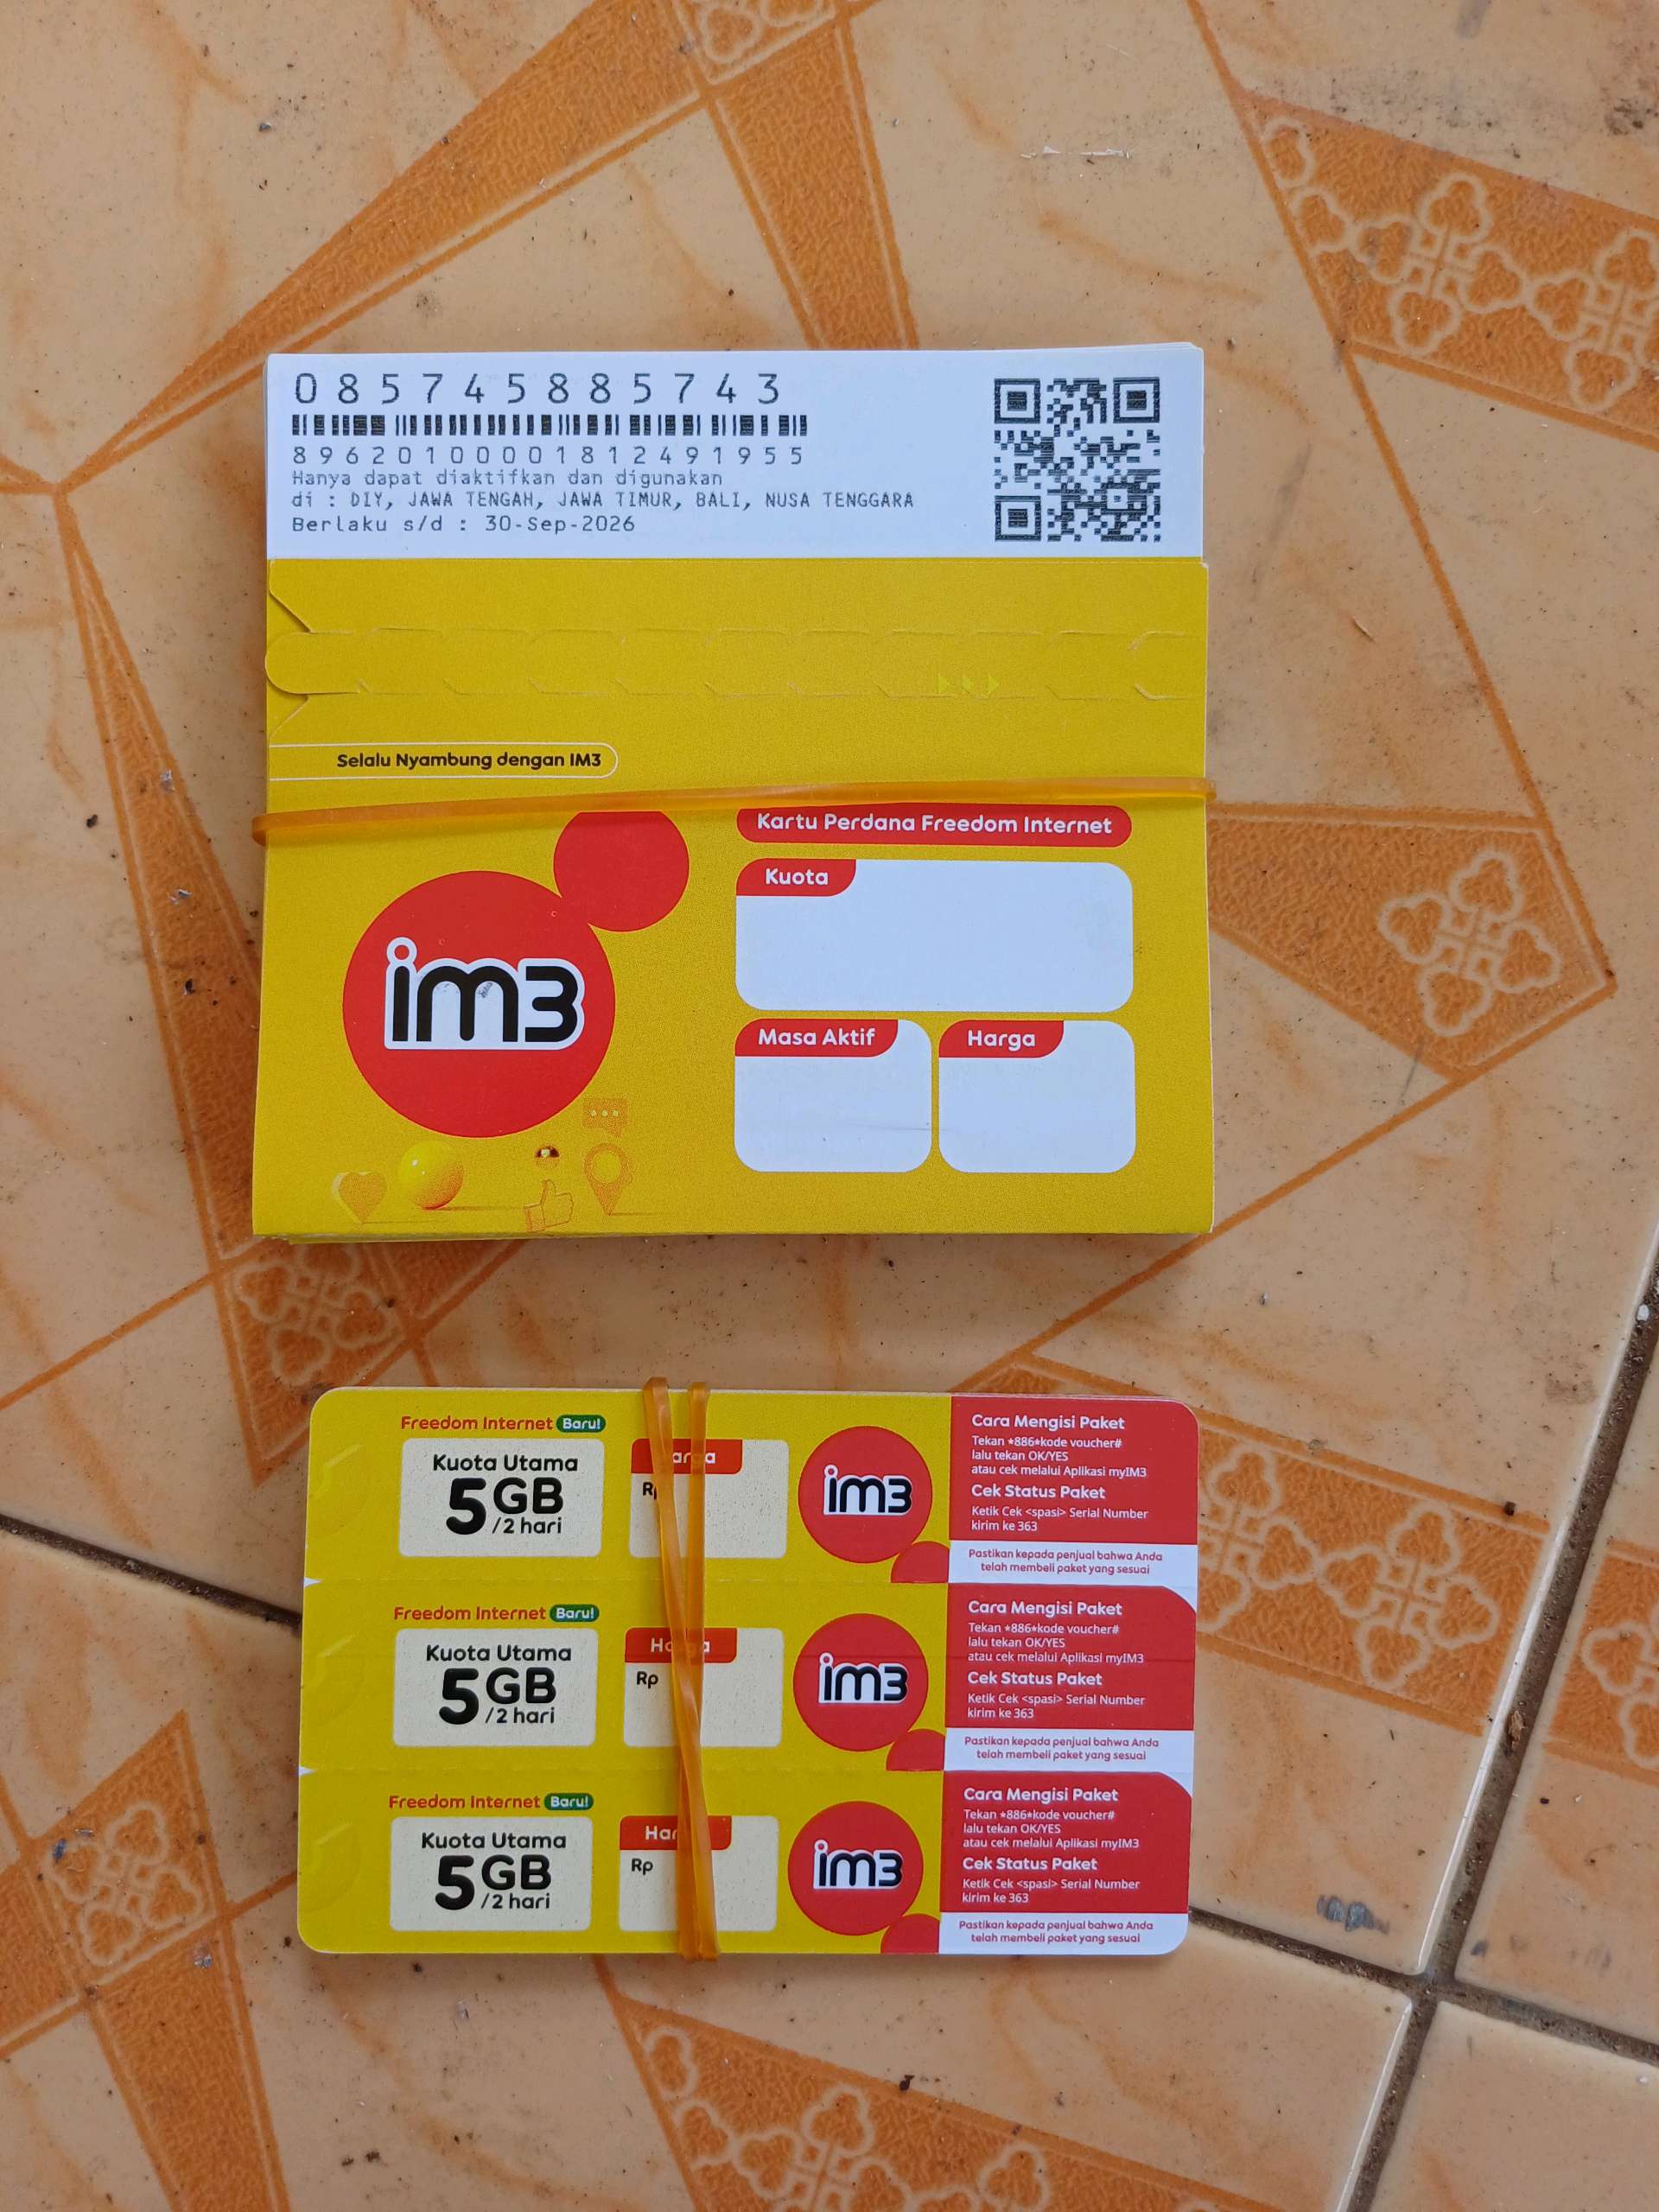 085745885743
89620100001812491955
Hanya dapat diaktifkan dan digunakan
di : DIY, JAWA TENGAH, JAWA TIMUR, BALI, NUSA TENGGARA
Berlaku s/d : 30-Sep-2026
Selalu Nyambung dengan IM3
Kartu Perdana Freedom Internet
Kuota
im3
Masa Aktif
Harga
Freedom Internet Baru!
Kuota Utama
5GB
/2 hari
Rp
im3
Cara Mengisi Paket
Tekan *886*kode voucher#
lalu tekan OK/YES
atau cek melalui Aplikasi myIM3
Cek Status Paket
Ketik Cek <spasi> Serial Number
kirim ke 363
Pastikan kepada penjual bahwa Anda
telah membeli paket yang sesuai
Freedom Internet Baru!
Kuota Utama
5GB
/2 hari
Harga
Rp
im3
Cara Mengisi Paket
Tekan *886*kode voucher#
lalu tekan OK/YES
atau cek melalui Aplikasi myIM3
Cek Status Paket
Ketik Cek <spasi> Serial Number
kirim ke 363
Pastikan kepada penjual bahwa Anda
telah membeli paket yang sesuai
Freedom Internet Baru!
Kuota Utama
5GB
/2 hari
Rp
im3
Cara Mengisi Paket
Tekan *886*kode voucher#
lalu tekan OK/YES
atau cek melalui Aplikasi myIM3
Cek Status Paket
Ketik Cek <spasi> Serial Number
kirim ke 363
Pastikan kepada penjual bahwa Anda
telah membeli paket yang sesuai